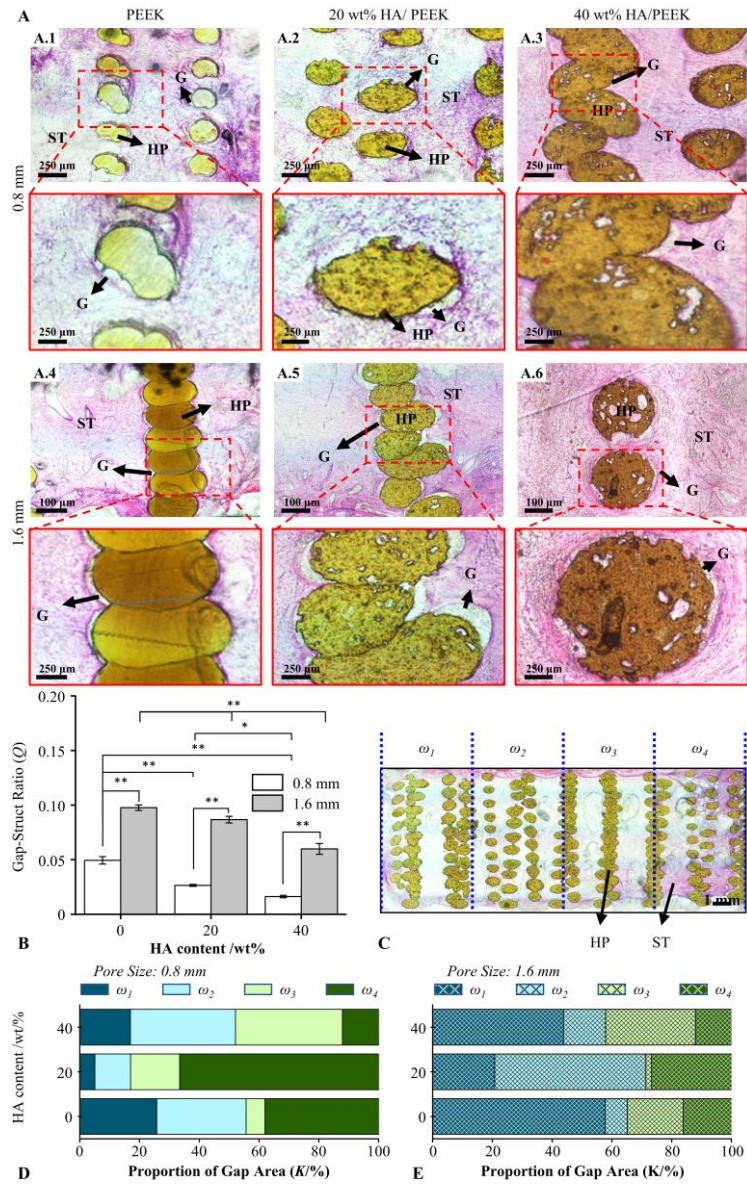 A
PEEK
20 wt% HA/ PEEK
40 wt% HA/PEEK
0.8 mm
A.1
G
ST
HP
250 μm
A.2
G
ST
HP
250 μm
A.3
G
HP
ST
250 μm
G
250 μm
HP
G
250 μm
G
250 μm
1.6 mm
A.4
ST
HP
G
100 μm
A.5
HP
G
100 μm
A.6
HP
ST
G
100 μm
G
250 μm
G
250 μm
G
250 μm
Gap-Struct Ratio (Q)
0.20
0.15
0.10
0.05
0
**
*
**
**
**
**
**
0.8 mm
1.6 mm
0
20
40
HA content /wt%
B
ω1
ω2
ω3
ω4
1 mm
HP
ST
C
Pore Size: 0.8 mm
ω1
ω2
ω3
ω4
HA content /wt/%
40
20
0
0
20
40
60
80
100
Proportion of Gap Area (K/%)
D
Pore Size: 1.6 mm
ω1
ω2
ω3
ω4
40
20
0
0
20
40
60
80
100
Proportion of Gap Area (K/%)
E